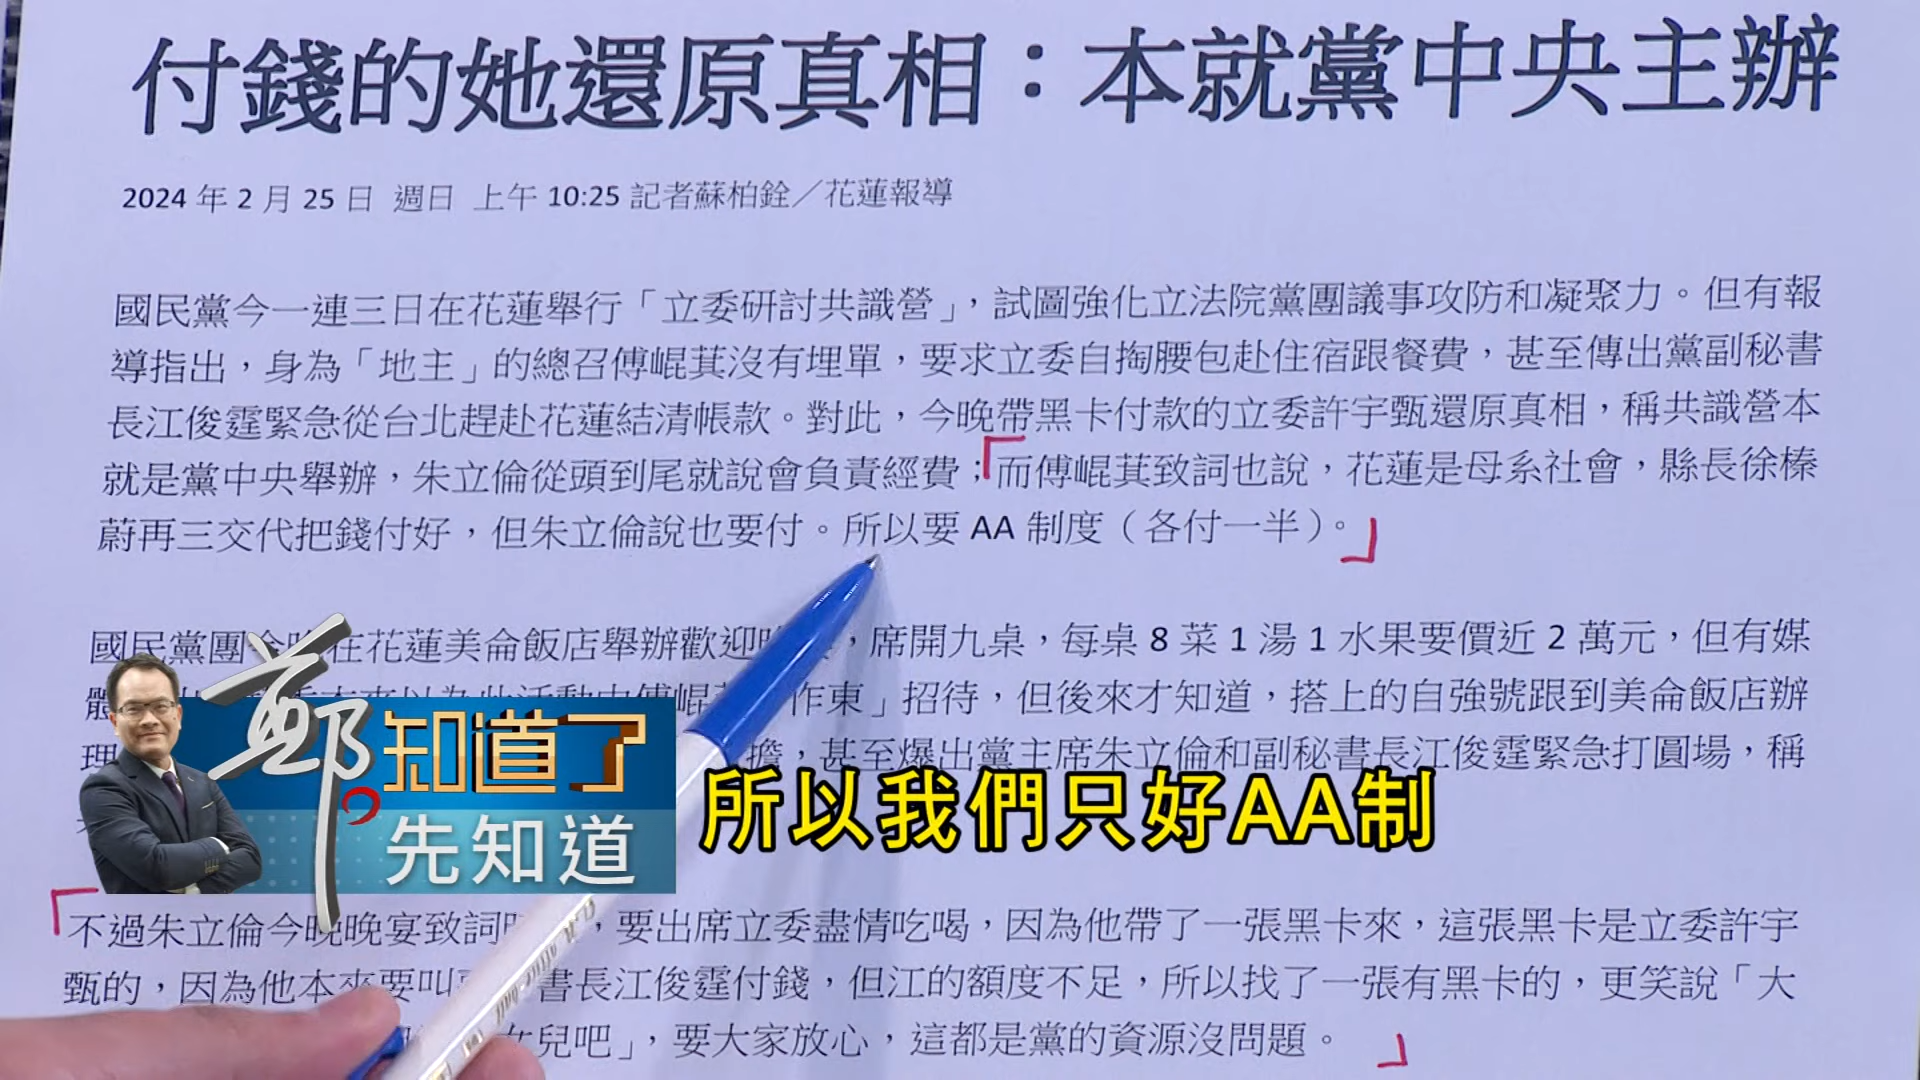 付錢的她還原真相：本就黨中央主辦
2024 年 2 月 25 日 週日 上午 10:25 記者蘇柏銓／花蓮報導
國民黨今一連三日在花蓮舉行「立委研討共識營」，試圖強化立法院黨團議事攻防和凝聚力。但有報
導指出，身為「地主」的總召傅崐萁沒有埋單，要求立委自掏腰包赴住宿跟餐費，甚至傳出黨副秘書
長江俊霆緊急從台北趕赴花蓮結清帳款。對此，今晚帶黑卡付款的立委許宇甄還原真相，稱共識營本
就是黨中央舉辦，朱立倫從頭到尾就說會負責經費；「而傅崐萁致詞也說，花蓮是母系社會，縣長徐榛
蔚再三交代把錢付好，但朱立倫說也要付。所以要 AA 制度（各付一半）。」
國民黨團今晚在花蓮美侖飯店舉辦歡迎，席開九桌，每桌 8 菜 1 湯 1 水果要價近 2 萬元，但有媒
作東」招待，但後來才知道，搭上的自強號跟到美侖飯店辦
理擔，甚至爆出黨主席朱立倫和副秘書長江俊霆緊急打圓場，稱
鄭知道了
先知道
所以我們只好AA制
「不過朱立倫今晚晚宴致詞，要出席立委盡情吃喝，因為他帶了一張黑卡來，這張黑卡是立委許宇
甄的，因為他本來要叫書長江俊霆付錢，但江的額度不足，所以找了一張有黑卡的，更笑說「大
女兒吧」，要大家放心，這都是黨的資源沒問題。」